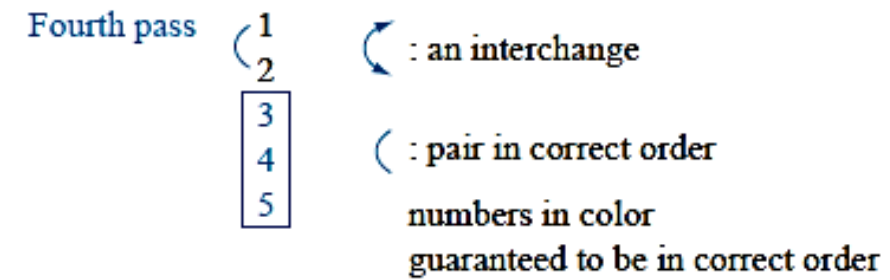 Fourth pass
1
2
3
4
5
: an interchange
: pair in correct order
numbers in color
guaranteed to be in correct order